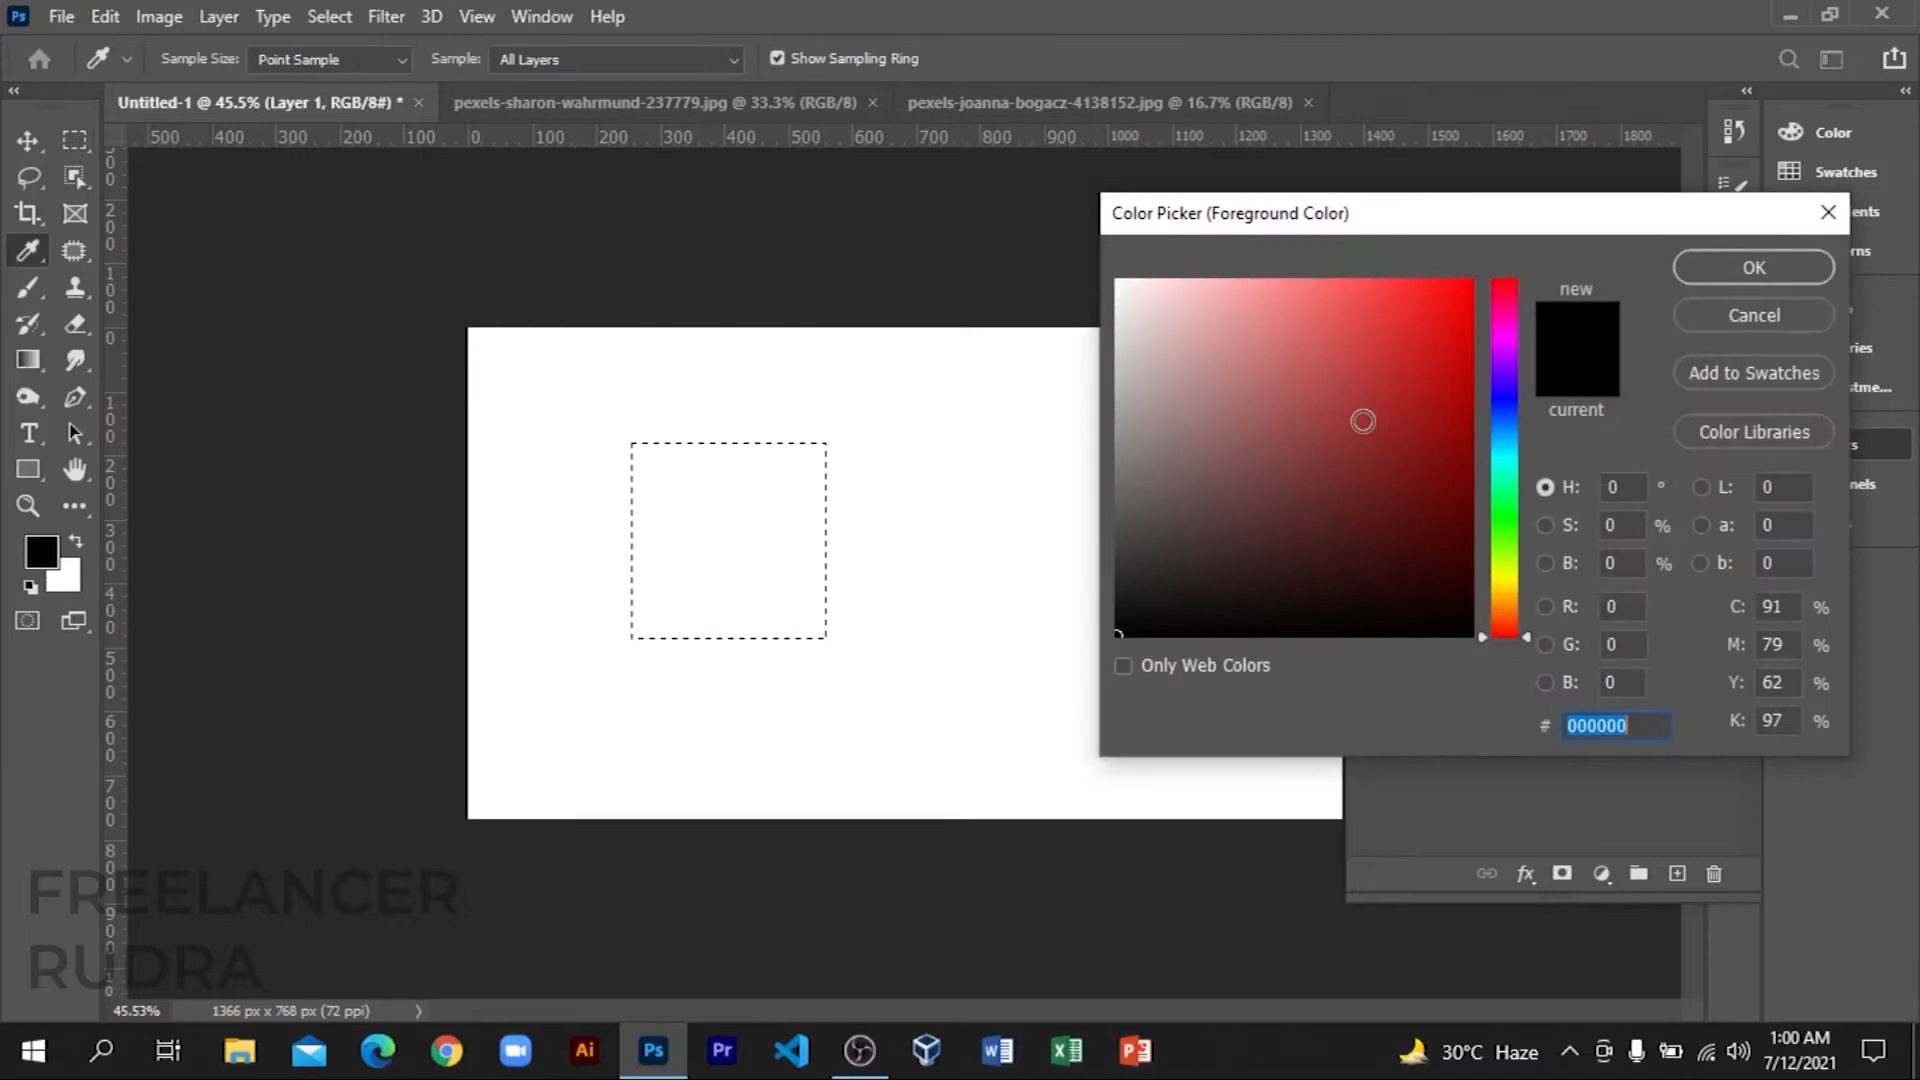 Ps File Edit Image Layer Type Select Filter 3D View Window Help
Sample Size: Point Sample Sample: All Layers Show Sampling Ring
Untitled-1 @ 45.5% (Layer 1, RGB/8#) * × pexels-sharon-wahrmund-237779.jpg @ 33.3% (RGB/8) × pexels-joanna-bogacz-4138152.jpg @ 16.7% (RGB/8) ×
500 400 300 200 100 0 100 200 300 400 500 600 700 800 900 1000 1100 1200 1300 1400 1500 1600 1700 1800
Color
Swatches
Color Picker (Foreground Color)
OK
new
Cancel
Add to Swatches
current
Color Libraries
H: 0 ° L: 0
S: 0 % a: 0
B: 0 % b: 0
R: 0 C: 91 %
G: 0 M: 79 %
B: 0 Y: 62 %
# 000000 K: 97 %
Only Web Colors
FREELANCER
RUDRA
45.53% 1366 px x 768 px (72 ppi)
Ai Ps Pr
30°C Haze
1:00 AM
7/12/2021